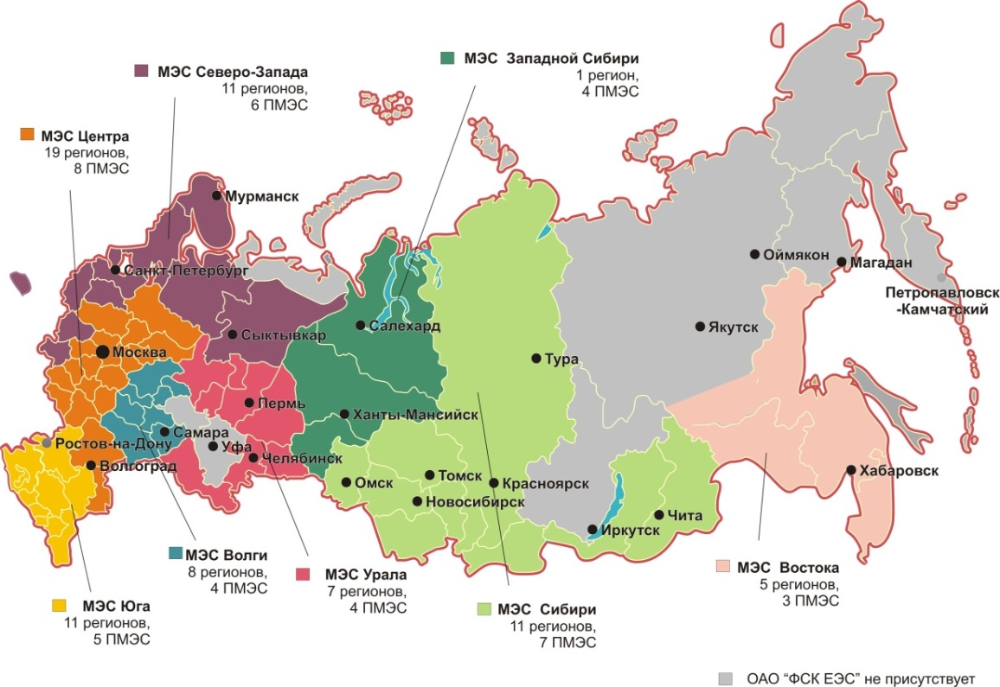 МЭС Северо-Запада
11 регионов,
6 ПМЭС
МЭС Западной Сибири
1 регион,
4 ПМЭС
МЭС Центра
19 регионов,
8 ПМЭС
Мурманск
Санкт-Петербург
Оймякон
Магадан
Петропавловск
-Камчатский
Салехард
Сыктывкар
Якутск
Москва
Тура
Пермь
Ханты-Мансийск
Самара
Ростов-на-Дону
Уфа
Челябинск
Волгоград
Омск
Томск
Красноярск
Новосибирск
Хабаровск
Чита
Иркутск
МЭС Волги
8 регионов,
4 ПМЭС
МЭС Урала
7 регионов,
4 ПМЭС
МЭС Востока
5 регионов,
3 ПМЭС
МЭС Юга
11 регионов,
5 ПМЭС
МЭС Сибири
11 регионов,
7 ПМЭС
ОАО “ФСК ЕЭС” не присутствует